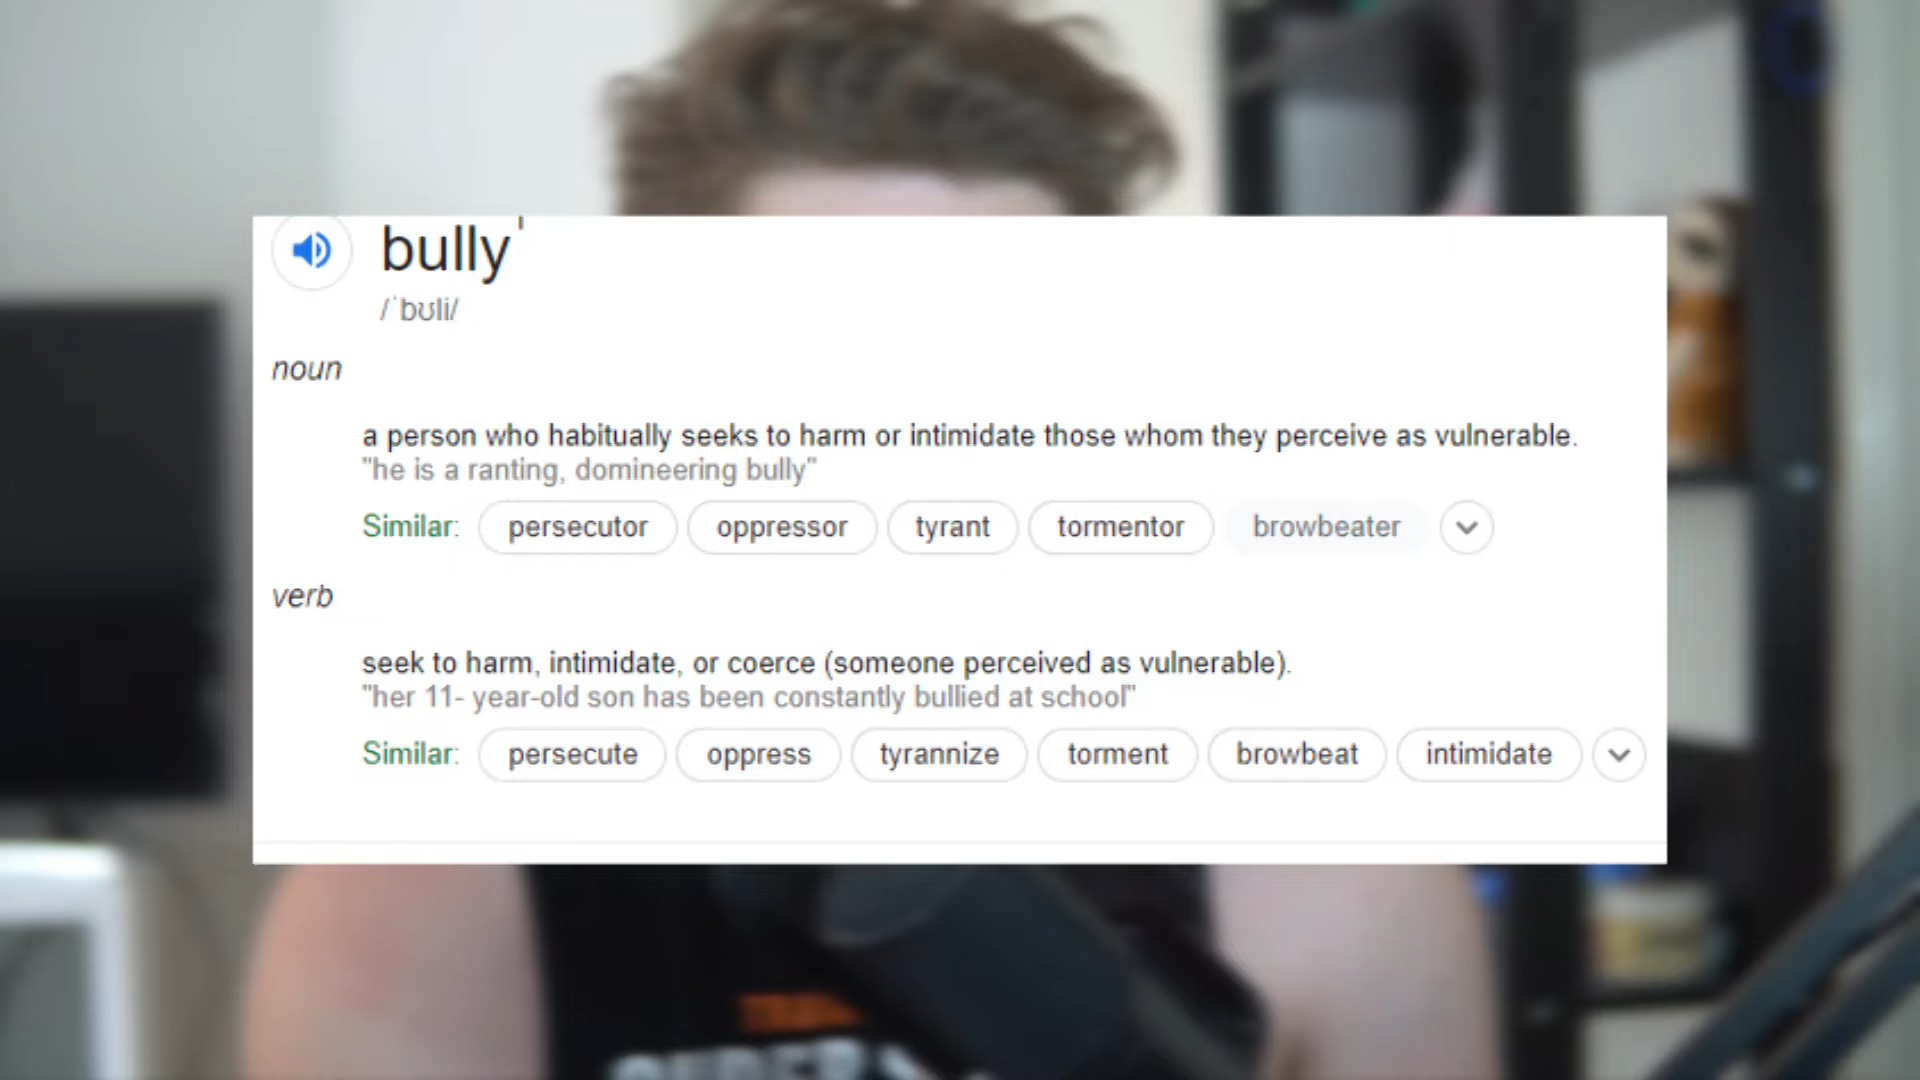 bully
/ˈbʊli/
noun
a person who habitually seeks to harm or intimidate those whom they perceive as vulnerable.
"he is a ranting, domineering bully"
Similar: persecutor oppressor tyrant tormentor browbeater
verb
seek to harm, intimidate, or coerce (someone perceived as vulnerable).
"her 11- year-old son has been constantly bullied at school"
Similar: persecute oppress tyrannize torment browbeat intimidate